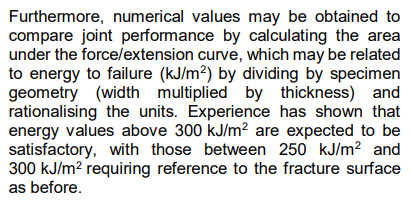 Furthermore, numerical values may be obtained to
compare joint performance by calculating the area
under the force/extension curve, which may be related
to energy to failure (kJ/m²) by dividing by specimen
geometry (width multiplied by thickness) and
rationalising the units. Experience has shown that
energy values above 300 kJ/m² are expected to be
satisfactory, with those between 250 kJ/m² and
300 kJ/m² requiring reference to the fracture surface
as before.